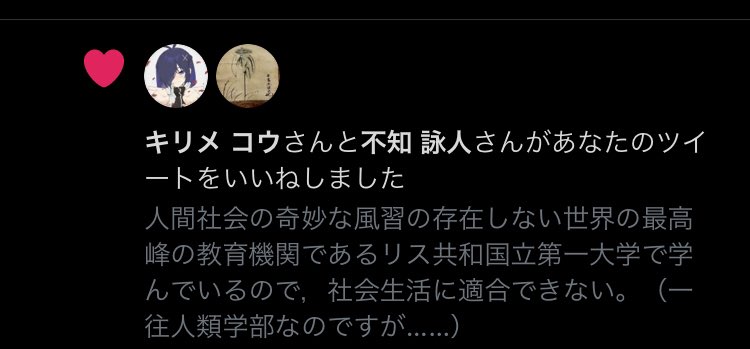 キリメ コウさんと不知 詠人さんがあなたのツイ
ートをいいねしました
人間社会の奇妙な風習の存在しない世界の最高
峰の教育機関であるリス共和国立第一大学で学
んでいるので，社会生活に適合できない。（一
往人類学部なのですが……）